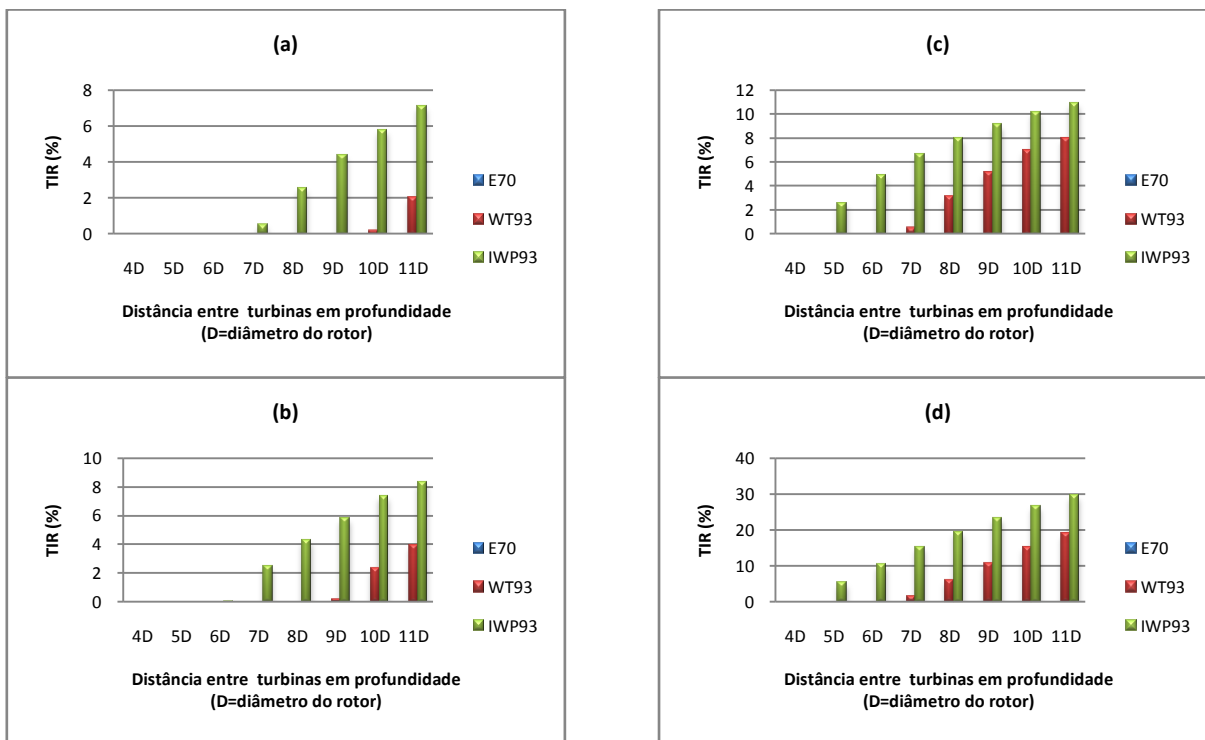 (a)
8
6
4
2
0
TIR (%)
4D 5D 6D 7D 8D 9D 10D 11D
Distância entre turbinas em profundidade
(D=diâmetro do rotor)
E70
WT93
IWP93
(c)
12
10
8
6
4
2
0
TIR (%)
4D 5D 6D 7D 8D 9D 10D 11D
Distância entre turbinas em profundidade
(D=diâmetro do rotor)
E70
WT93
IWP93
(b)
10
8
6
4
2
0
TIR (%)
4D 5D 6D 7D 8D 9D 10D 11D
Distância entre turbinas em profundidade
(D=diâmetro do rotor)
E70
WT93
IWP93
(d)
40
30
20
10
0
TIR (%)
4D 5D 6D 7D 8D 9D 10D 11D
Distância entre turbinas em profundidade
(D=diâmetro do rotor)
E70
WT93
IWP93